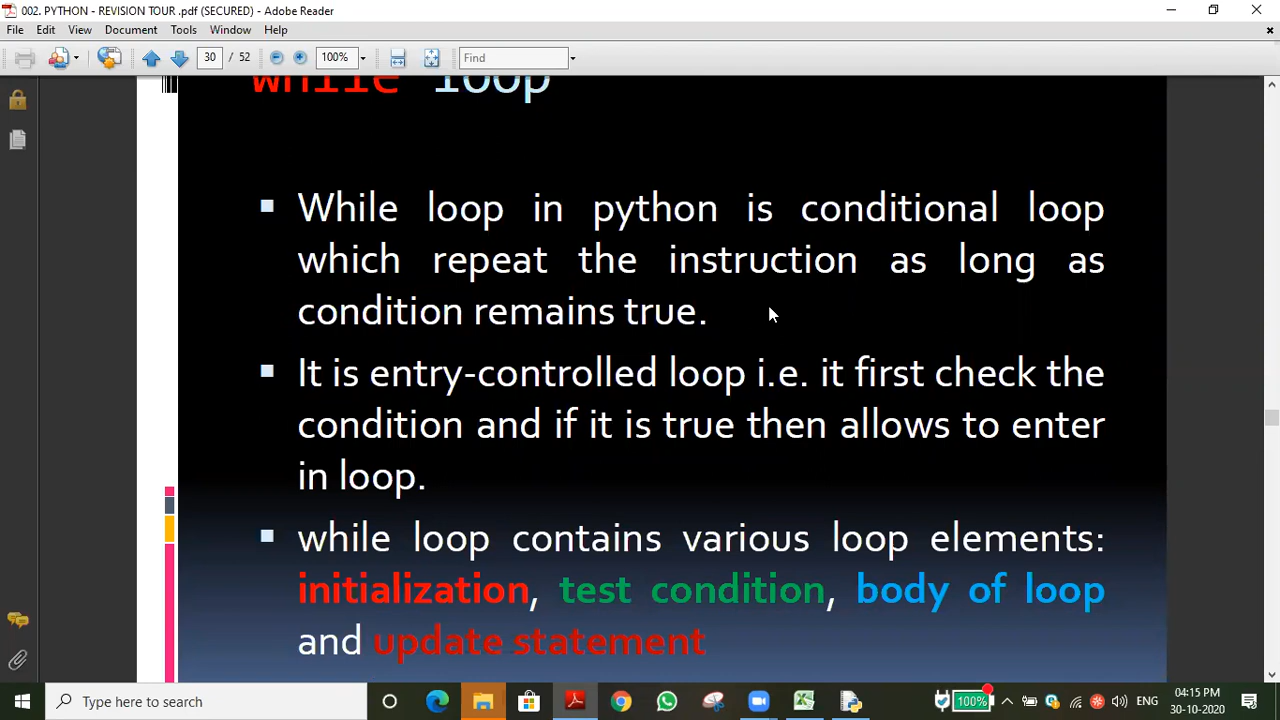 002. PYTHON - REVISION TOUR .pdf (SECURED) - Adobe Reader
File Edit View Document Tools Window Help
30 / 52 100% Find
while loop
While loop in python is conditional loop
which repeat the instruction as long as
condition remains true.
It is entry-controlled loop i.e. it first check the
condition and if it is true then allows to enter
in loop.
while loop contains various loop elements:
initialization, test condition, body of loop
and update statement
Type here to search
100%
ENG
04:15 PM
30-10-2020